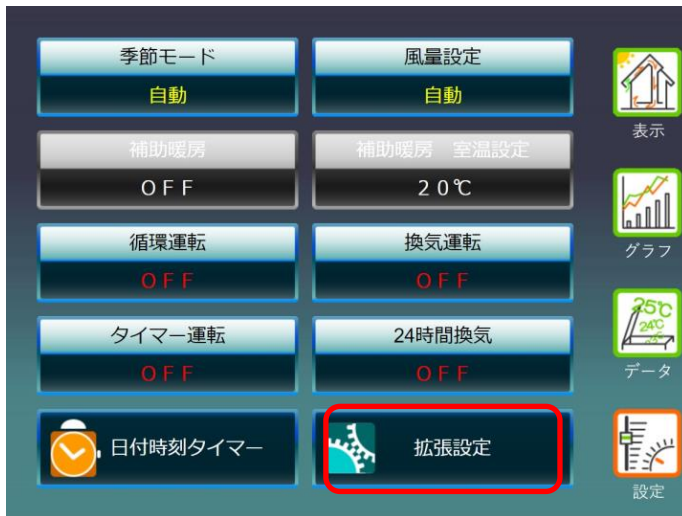 季節モード
風量設定
自動
自動
補助暖房
補助暖房 室温設定
OFF
20℃
循環運転
換気運転
OFF
OFF
タイマー運転
24時間換気
OFF
OFF
日付時刻タイマー
拡張設定
表示
グラフ
25℃
24℃
データ
設定